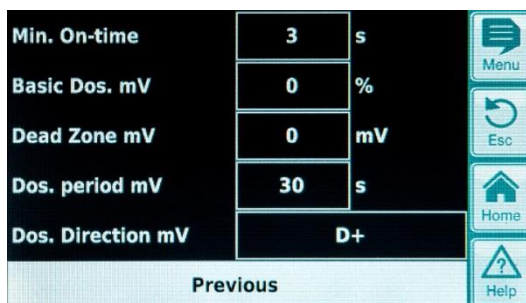 Min. On-time 3 s
Menu
Basic Dos. mV 0 %
Dead Zone mV 0 mV
Esc
Dos. period mV 30 s
Home
Dos. Direction mV D+
Previous
? Help